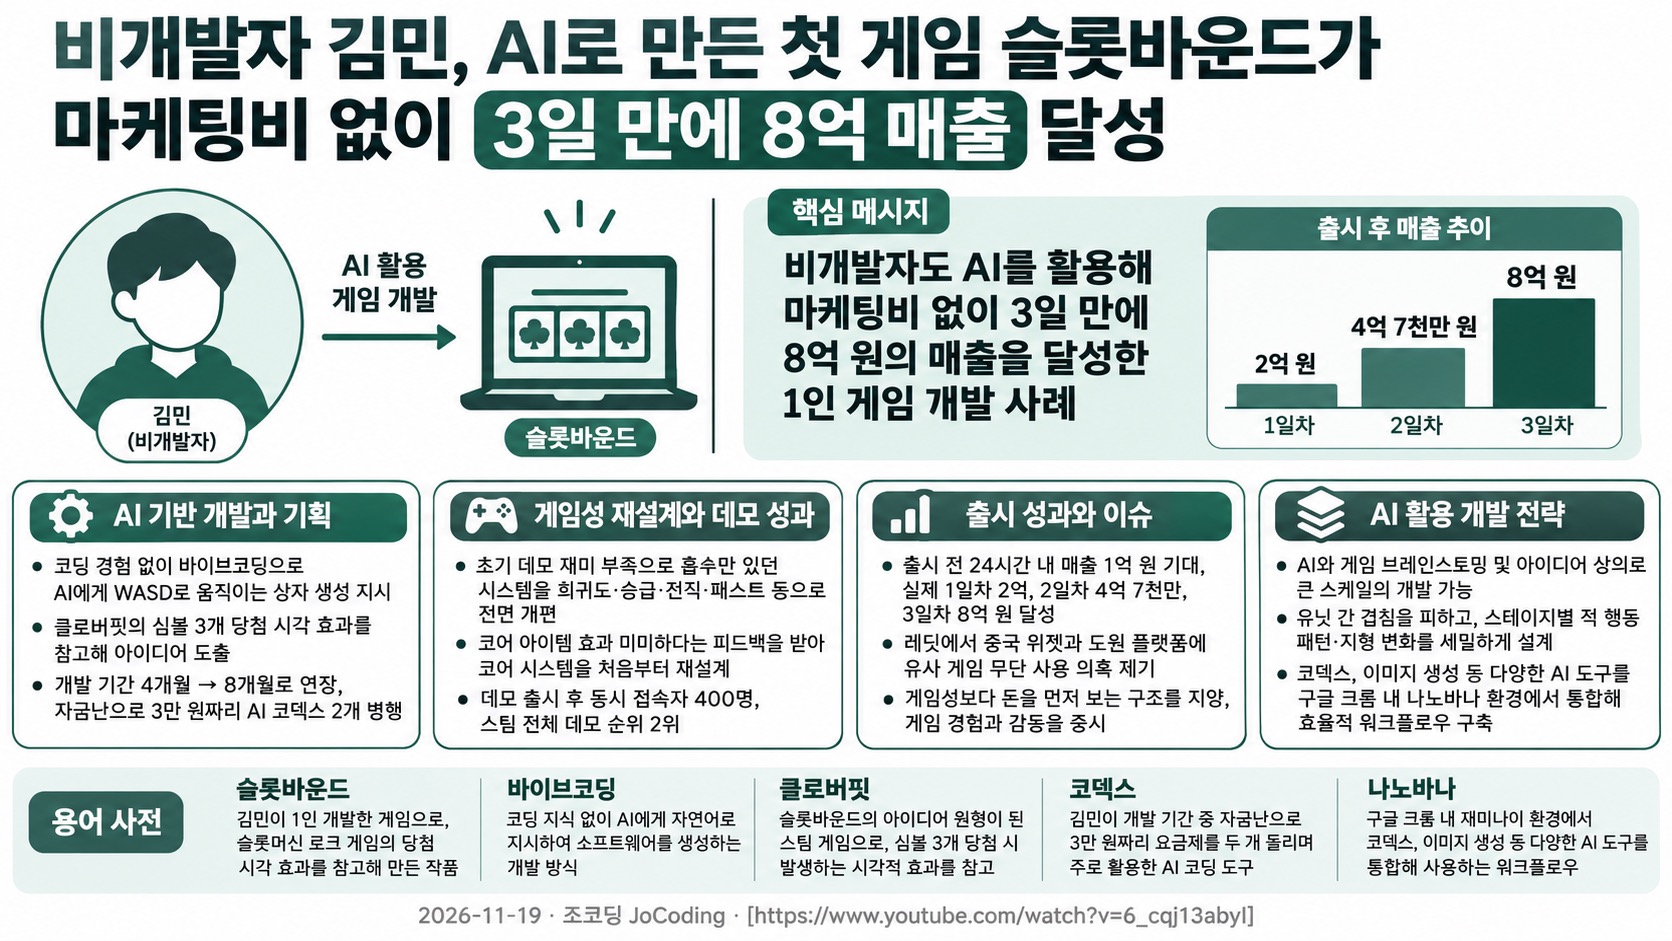 비개발자 김민, AI로 만든 첫 게임 슬롯바운드가
마케팅비 없이 3일 만에 8억 매출 달성
김민
(비개발자)
AI 활용
게임 개발
슬롯바운드
핵심 메시지
비개발자도 AI를 활용해
마케팅비 없이 3일 만에
8억 원의 매출을 달성한
1인 게임 개발 사례
출시 후 매출 추이
2억 원
4억 7천만 원
8억 원
1일차
2일차
3일차
AI 기반 개발과 기획
• 코딩 경험 없이 바이브코딩으로
AI에게 WASD로 움직이는 상자 생성 지시
• 클로버핏의 심볼 3개 당첨 시각 효과를
참고해 아이디어 도출
• 개발 기간 4개월 → 8개월로 연장,
자금난으로 3만 원짜리 AI 코덱스 2개 병행
게임성 재설계와 데모 성과
• 초기 데모 재미 부족으로 흡수만 있던
시스템을 희귀도·승급·전직·패스트 동으로
전면 개편
• 코어 아이템 효과 미미하다는 피드백을 받아
코어 시스템을 처음부터 재설계
• 데모 출시 후 동시 접속자 400명,
스팀 전체 데모 순위 2위
출시 성과와 이슈
• 출시 전 24시간 내 매출 1억 원 기대,
실제 1일차 2억, 2일차 4억 7천만,
3일차 8억 원 달성
• 레딧에서 중국 위젯과 도원 플랫폼에
유사 게임 무단 사용 의혹 제기
• 게임성보다 돈을 먼저 보는 구조를 지양,
게임 경험과 감동을 중시
AI 활용 개발 전략
• AI와 게임 브레인스토밍 및 아이디어 상의로
큰 스케일의 개발 가능
• 유닛 간 겹침을 피하고, 스테이지별 적 행동
패턴·지형 변화를 세밀하게 설계
• 코덱스, 이미지 생성 등 다양한 AI 도구를
구글 크롬 내 나노바나 환경에서 통합해
효율적 워크플로우 구축
용어 사전
슬롯바운드
김민이 1인 개발한 게임으로,
슬롯머신 로크 게임의 당첨
시각 효과를 참고해 만든 작품
바이브코딩
코딩 지식 없이 AI에게 자연어로
지시하여 소프트웨어를 생성하는
개발 방식
클로버핏
슬롯바운드의 아이디어 원형이 된
스팀 게임으로, 심볼 3개 당첨 시
발생하는 시각적 효과를 참고
코덱스
김민이 개발 기간 중 자금난으로
3만 원짜리 요금제를 두 개 돌리며
주로 활용한 AI 코딩 도구
나노바나
구글 크롬 내 재미나이 환경에서
코덱스, 이미지 생성 등 다양한 AI 도구를
통합해 사용하는 워크플로우
2026-11-19 · 조코딩 JoCoding · [https://www.youtube.com/watch?v=6_cqj13abyI]